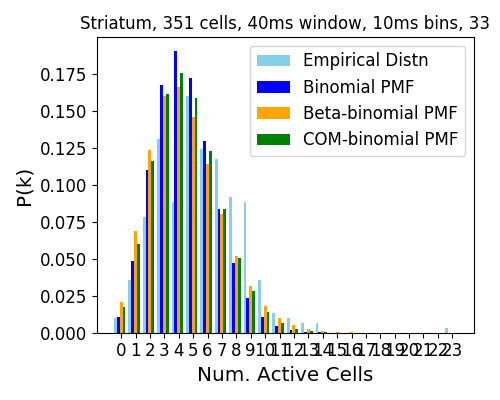 Striatum, 351 cells, 40ms window, 10ms bins, 33
Empirical Distn
Binomial PMF
Beta-binomial PMF
COM-binomial PMF
P(k)
0.175
0.150
0.125
0.100
0.075
0.050
0.025
0.000
0 1 2 3 4 5 6 7 8 9 10 11 12 13 14 15 16 17 18 19 20 21 22 23
Num. Active Cells